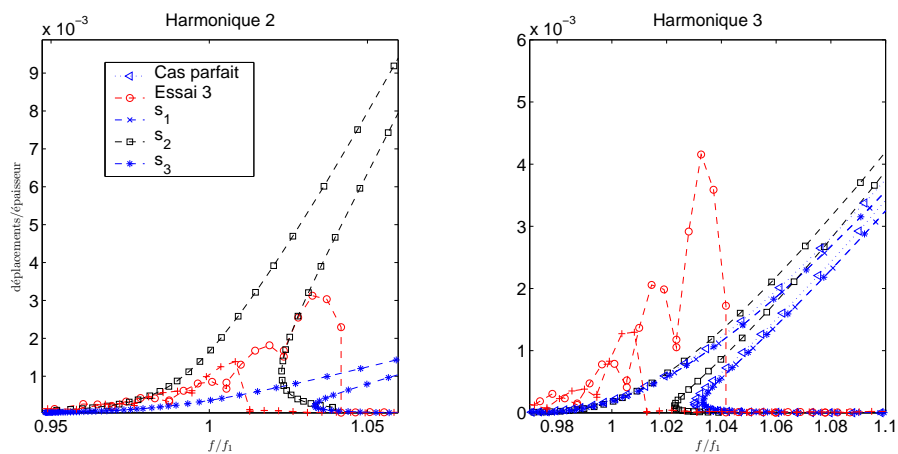 Harmonique 2
x 10⁻³
9
8
7
6
5
4
3
2
1
0.95
1
1.05
déplacements/épaisseur
f/f₁
Cas parfait
Essai 3
s₁
s₂
s₃
Harmonique 3
x 10⁻³
6
5
4
3
2
1
0
0.98
1
1.02
1.04
1.06
1.08
1.1
f/f₁